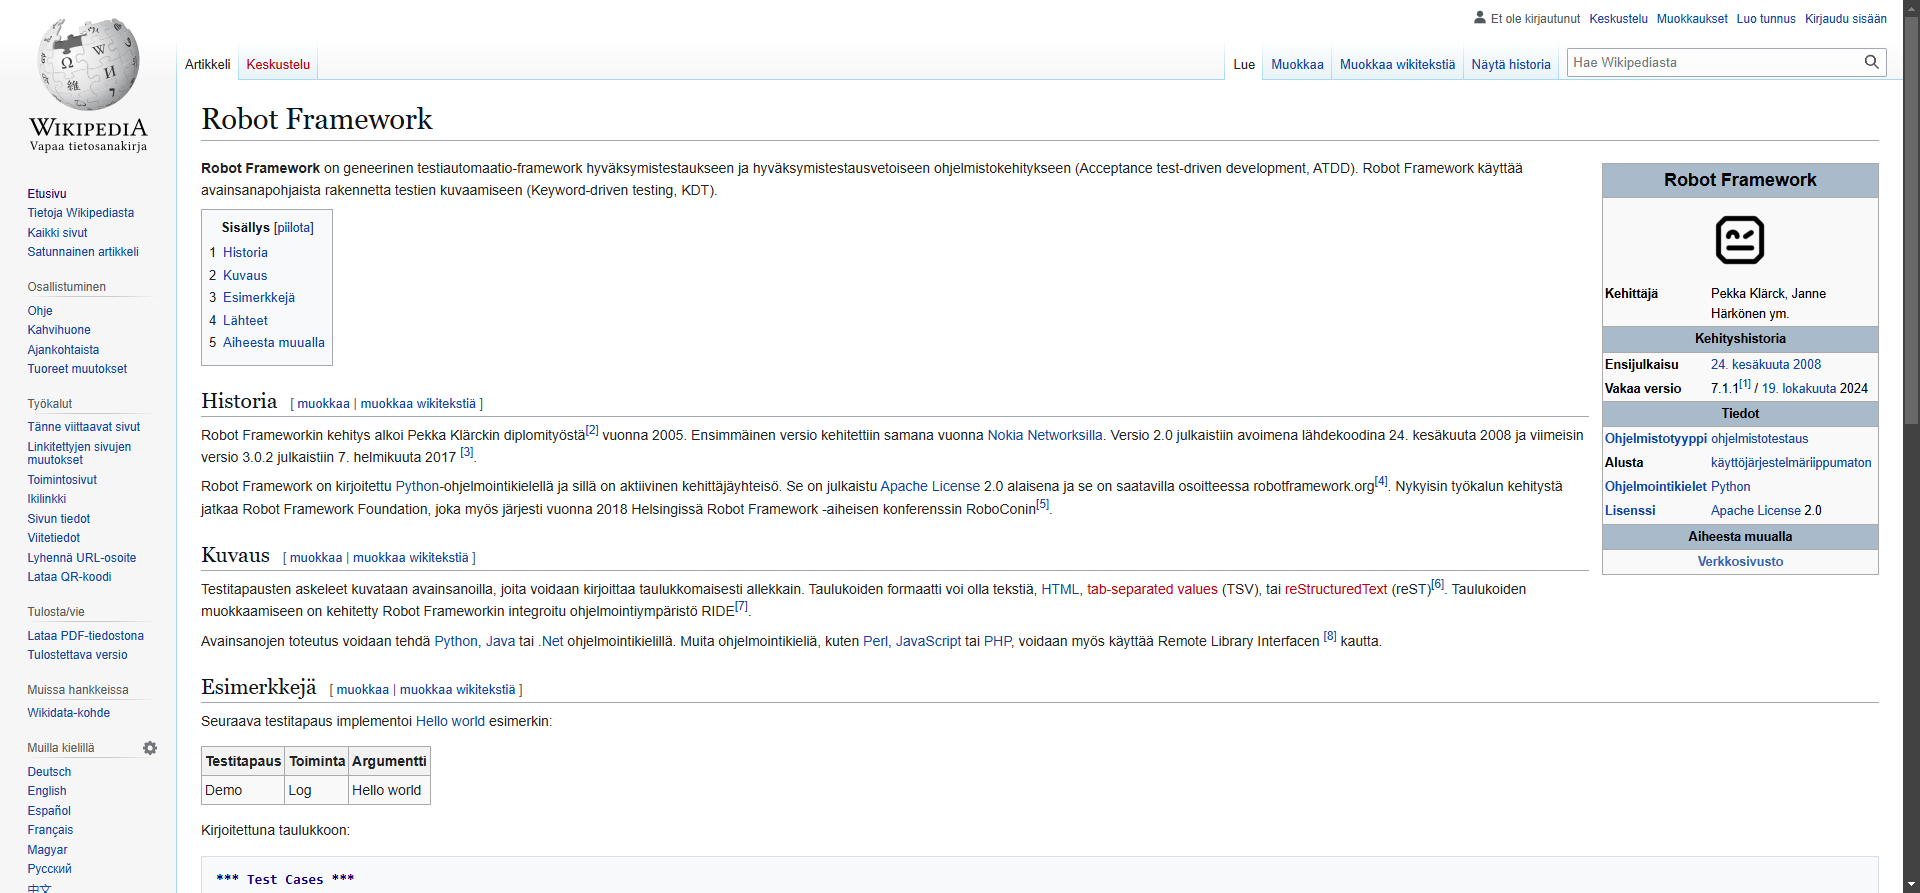 Et ole kirjautunut Keskustelu Muokkaukset Luo tunnus Kirjaudu sisään
Artikkeli Keskustelu Lue Muokkaa Muokkaa wikitekstiä Näytä historia Hae Wikipediasta
WIKIPEDIA
Vapaa tietosanakirja
Etusivu
Tietoja Wikipediasta
Kaikki sivut
Satunnainen artikkeli
Osallistuminen
Ohje
Kahvihuone
Ajankohtaista
Tuoreet muutokset
Työkalut
Tänne viittaavat sivut
Linkitettyjen sivujen
muutokset
Toimintosivut
Ikilinkki
Sivun tiedot
Viitetiedot
Lyhennä URL-osoite
Lataa QR-koodi
Tulosta/vie
Lataa PDF-tiedostona
Tulostettava versio
Muissa hankkeissa
Wikidata-kohde
Muilla kielillä
Deutsch
English
Español
Français
Magyar
Русский
中文
Robot Framework
Robot Framework on geneerinen testiautomaatio-framework hyväksymistestaukseen ja hyväksymistestausvetoiseen ohjelmistokehitykseen (Acceptance test-driven development, ATDD). Robot Framework käyttää
avainsanapohjaista rakennetta testien kuvaamiseen (Keyword-driven testing, KDT).
Sisällys [piilota]
1 Historia
2 Kuvaus
3 Esimerkkejä
4 Lähteet
5 Aiheesta muualla
Historia [ muokkaa | muokkaa wikitekstiä ]
Robot Frameworkin kehitys alkoi Pekka Klärckin diplomityöstä[2] vuonna 2005. Ensimmäinen versio kehitettiin samana vuonna Nokia Networksilla. Versio 2.0 julkaistiin avoimena lähdekoodina 24. kesäkuuta 2008 ja viimeisin
versio 3.0.2 julkaistiin 7. helmikuuta 2017 [3].
Robot Framework on kirjoitettu Python-ohjelmointikielellä ja sillä on aktiivinen kehittäjäyhteisö. Se on julkaistu Apache License 2.0 alaisena ja se on saatavilla osoitteessa robotframework.org[4]. Nykyisin työkalun kehitystä
jatkaa Robot Framework Foundation, joka myös järjesti vuonna 2018 Helsingissä Robot Framework -aiheisen konferenssin RoboConin[5].
Kuvaus [ muokkaa | muokkaa wikitekstiä ]
Testitapausten askeleet kuvataan avainsanoilla, joita voidaan kirjoittaa taulukkomaisesti allekkain. Taulukoiden formaatti voi olla tekstiä, HTML, tab-separated values (TSV), tai reStructuredText (reST)[6]. Taulukoiden
muokkaamiseen on kehitetty Robot Frameworkin integroitu ohjelmointiympäristö RIDE[7].
Avainsanojen toteutus voidaan tehdä Python, Java tai .Net ohjelmointikielillä. Muita ohjelmointikieliä, kuten Perl, JavaScript tai PHP, voidaan myös käyttää Remote Library Interfacen [8] kautta.
Esimerkkejä [ muokkaa | muokkaa wikitekstiä ]
Seuraava testitapaus implementoi Hello world esimerkin:
Testitapaus Toiminta Argumentti
Demo Log Hello world
Kirjoitettuna taulukkoon:
*** Test Cases ***
Robot Framework
Kehittäjä Pekka Klärck, Janne
Härkönen ym.
Kehityshistoria
Ensijulkaisu 24. kesäkuuta 2008
Vakaa versio 7.1.1[1] / 19. lokakuuta 2024
Tiedot
Ohjelmistotyyppi ohjelmistotestaus
Alusta käyttöjärjestelmäriippumaton
Ohjelmointikielet Python
Lisenssi Apache License 2.0
Aiheesta muualla
Verkkosivusto